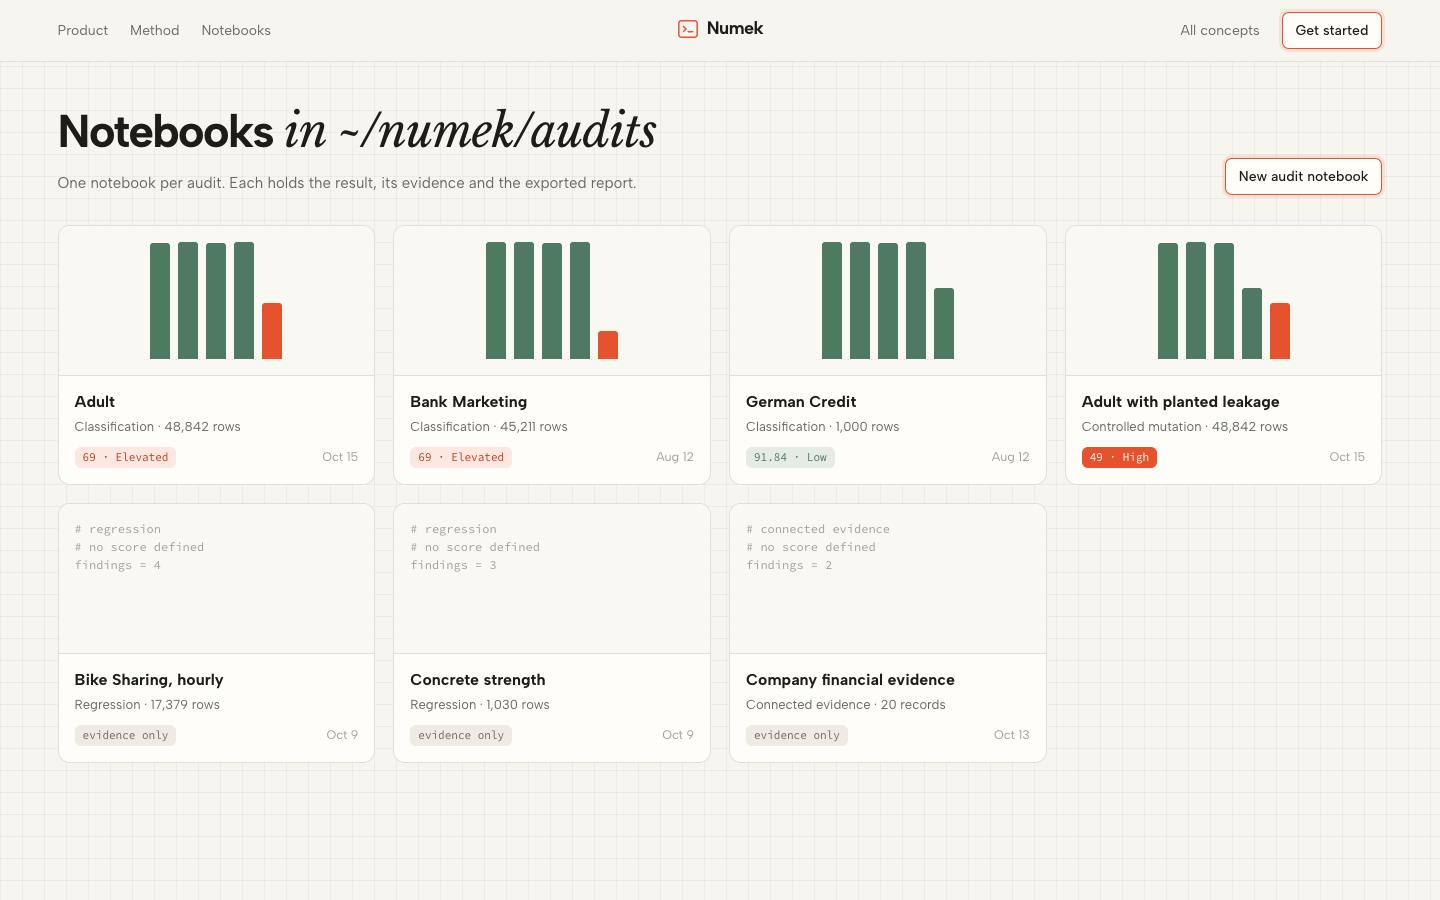 Product Method Notebooks
Numek
All concepts
Get started
Notebooks in ~/numek/audits
One notebook per audit. Each holds the result, its evidence and the exported report.
New audit notebook
Adult
Classification · 48,842 rows
69 · Elevated
Oct 15
Bank Marketing
Classification · 45,211 rows
69 · Elevated
Aug 12
German Credit
Classification · 1,000 rows
91.84 · Low
Aug 12
Adult with planted leakage
Controlled mutation · 48,842 rows
49 · High
Oct 15
# regression
# no score defined
findings = 4
Bike Sharing, hourly
Regression · 17,379 rows
evidence only
Oct 9
# regression
# no score defined
findings = 3
Concrete strength
Regression · 1,030 rows
evidence only
Oct 9
# connected evidence
# no score defined
findings = 2
Company financial evidence
Connected evidence · 20 records
evidence only
Oct 13